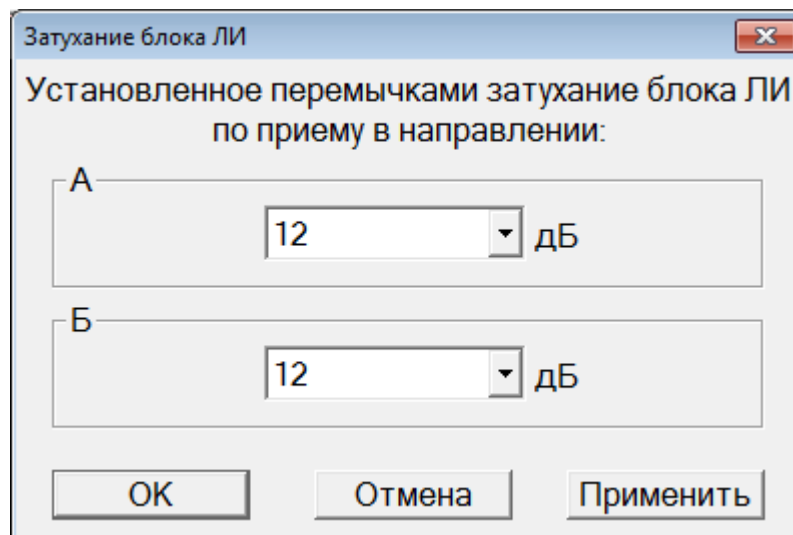 Затухание блока ЛИ
Установленное перемычками затухание блока ЛИ
по приему в направлении:
А
12
дБ
Б
12
дБ
OK
Отмена
Применить